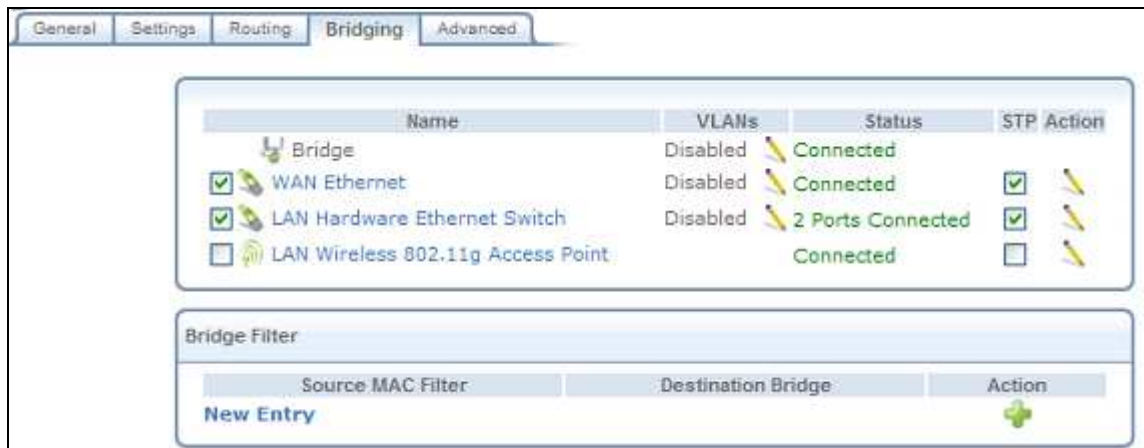 General Settings Routing Bridging Advanced
Name VLANs Status STP Action
Bridge Disabled Connected
WAN Ethernet Disabled Connected
LAN Hardware Ethernet Switch Disabled 2 Ports Connected
LAN Wireless 802.11g Access Point Connected
Bridge Filter
Source MAC Filter Destination Bridge Action
New Entry